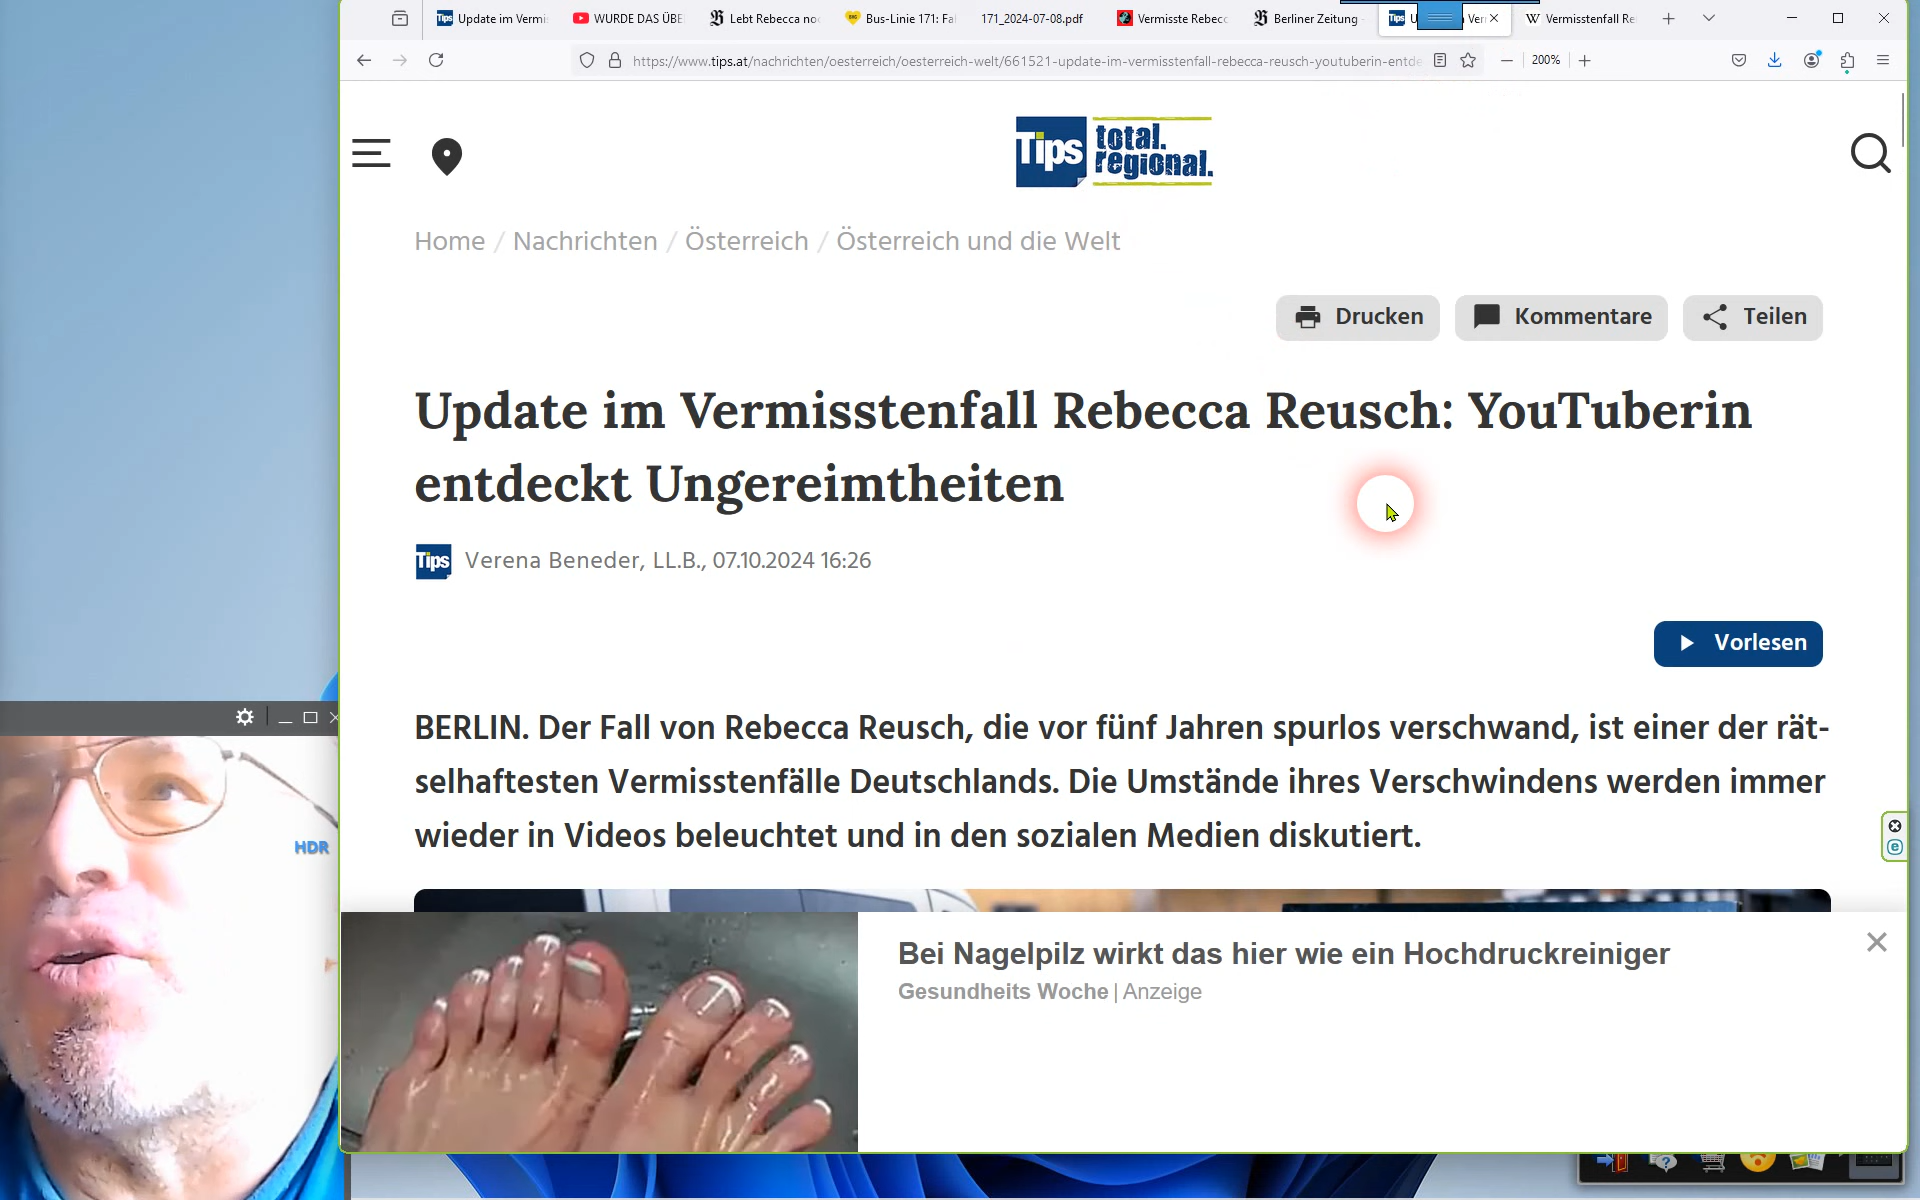 Update im Vermis
WURDE DAS ÜBE
Lebt Rebecca no
Bus-Linie 171: Fa
171_2024-07-08.pdf
Vermisste Rebecc
Berliner Zeitung
Tips
Ver
Vermisstenfall Re
https://www.tips.at/nachrichten/oesterreich/oesterreich-welt/661521-update-im-vermisstenfall-rebecca-reusch-youtuberin-entde
200%
Tips total.
regional.
Home / Nachrichten / Österreich / Österreich und die Welt
Drucken Kommentare Teilen
Update im Vermisstenfall Rebecca Reusch: YouTuberin
entdeckt Ungereimtheiten
Tips Verena Beneder, LL.B., 07.10.2024 16:26
Vorlesen
BERLIN. Der Fall von Rebecca Reusch, die vor fünf Jahren spurlos verschwand, ist einer der rät-
selhaftesten Vermisstenfälle Deutschlands. Die Umstände ihres Verschwindens werden immer
wieder in Videos beleuchtet und in den sozialen Medien diskutiert.
HDR
Bei Nagelpilz wirkt das hier wie ein Hochdruckreiniger
Gesundheits Woche | Anzeige